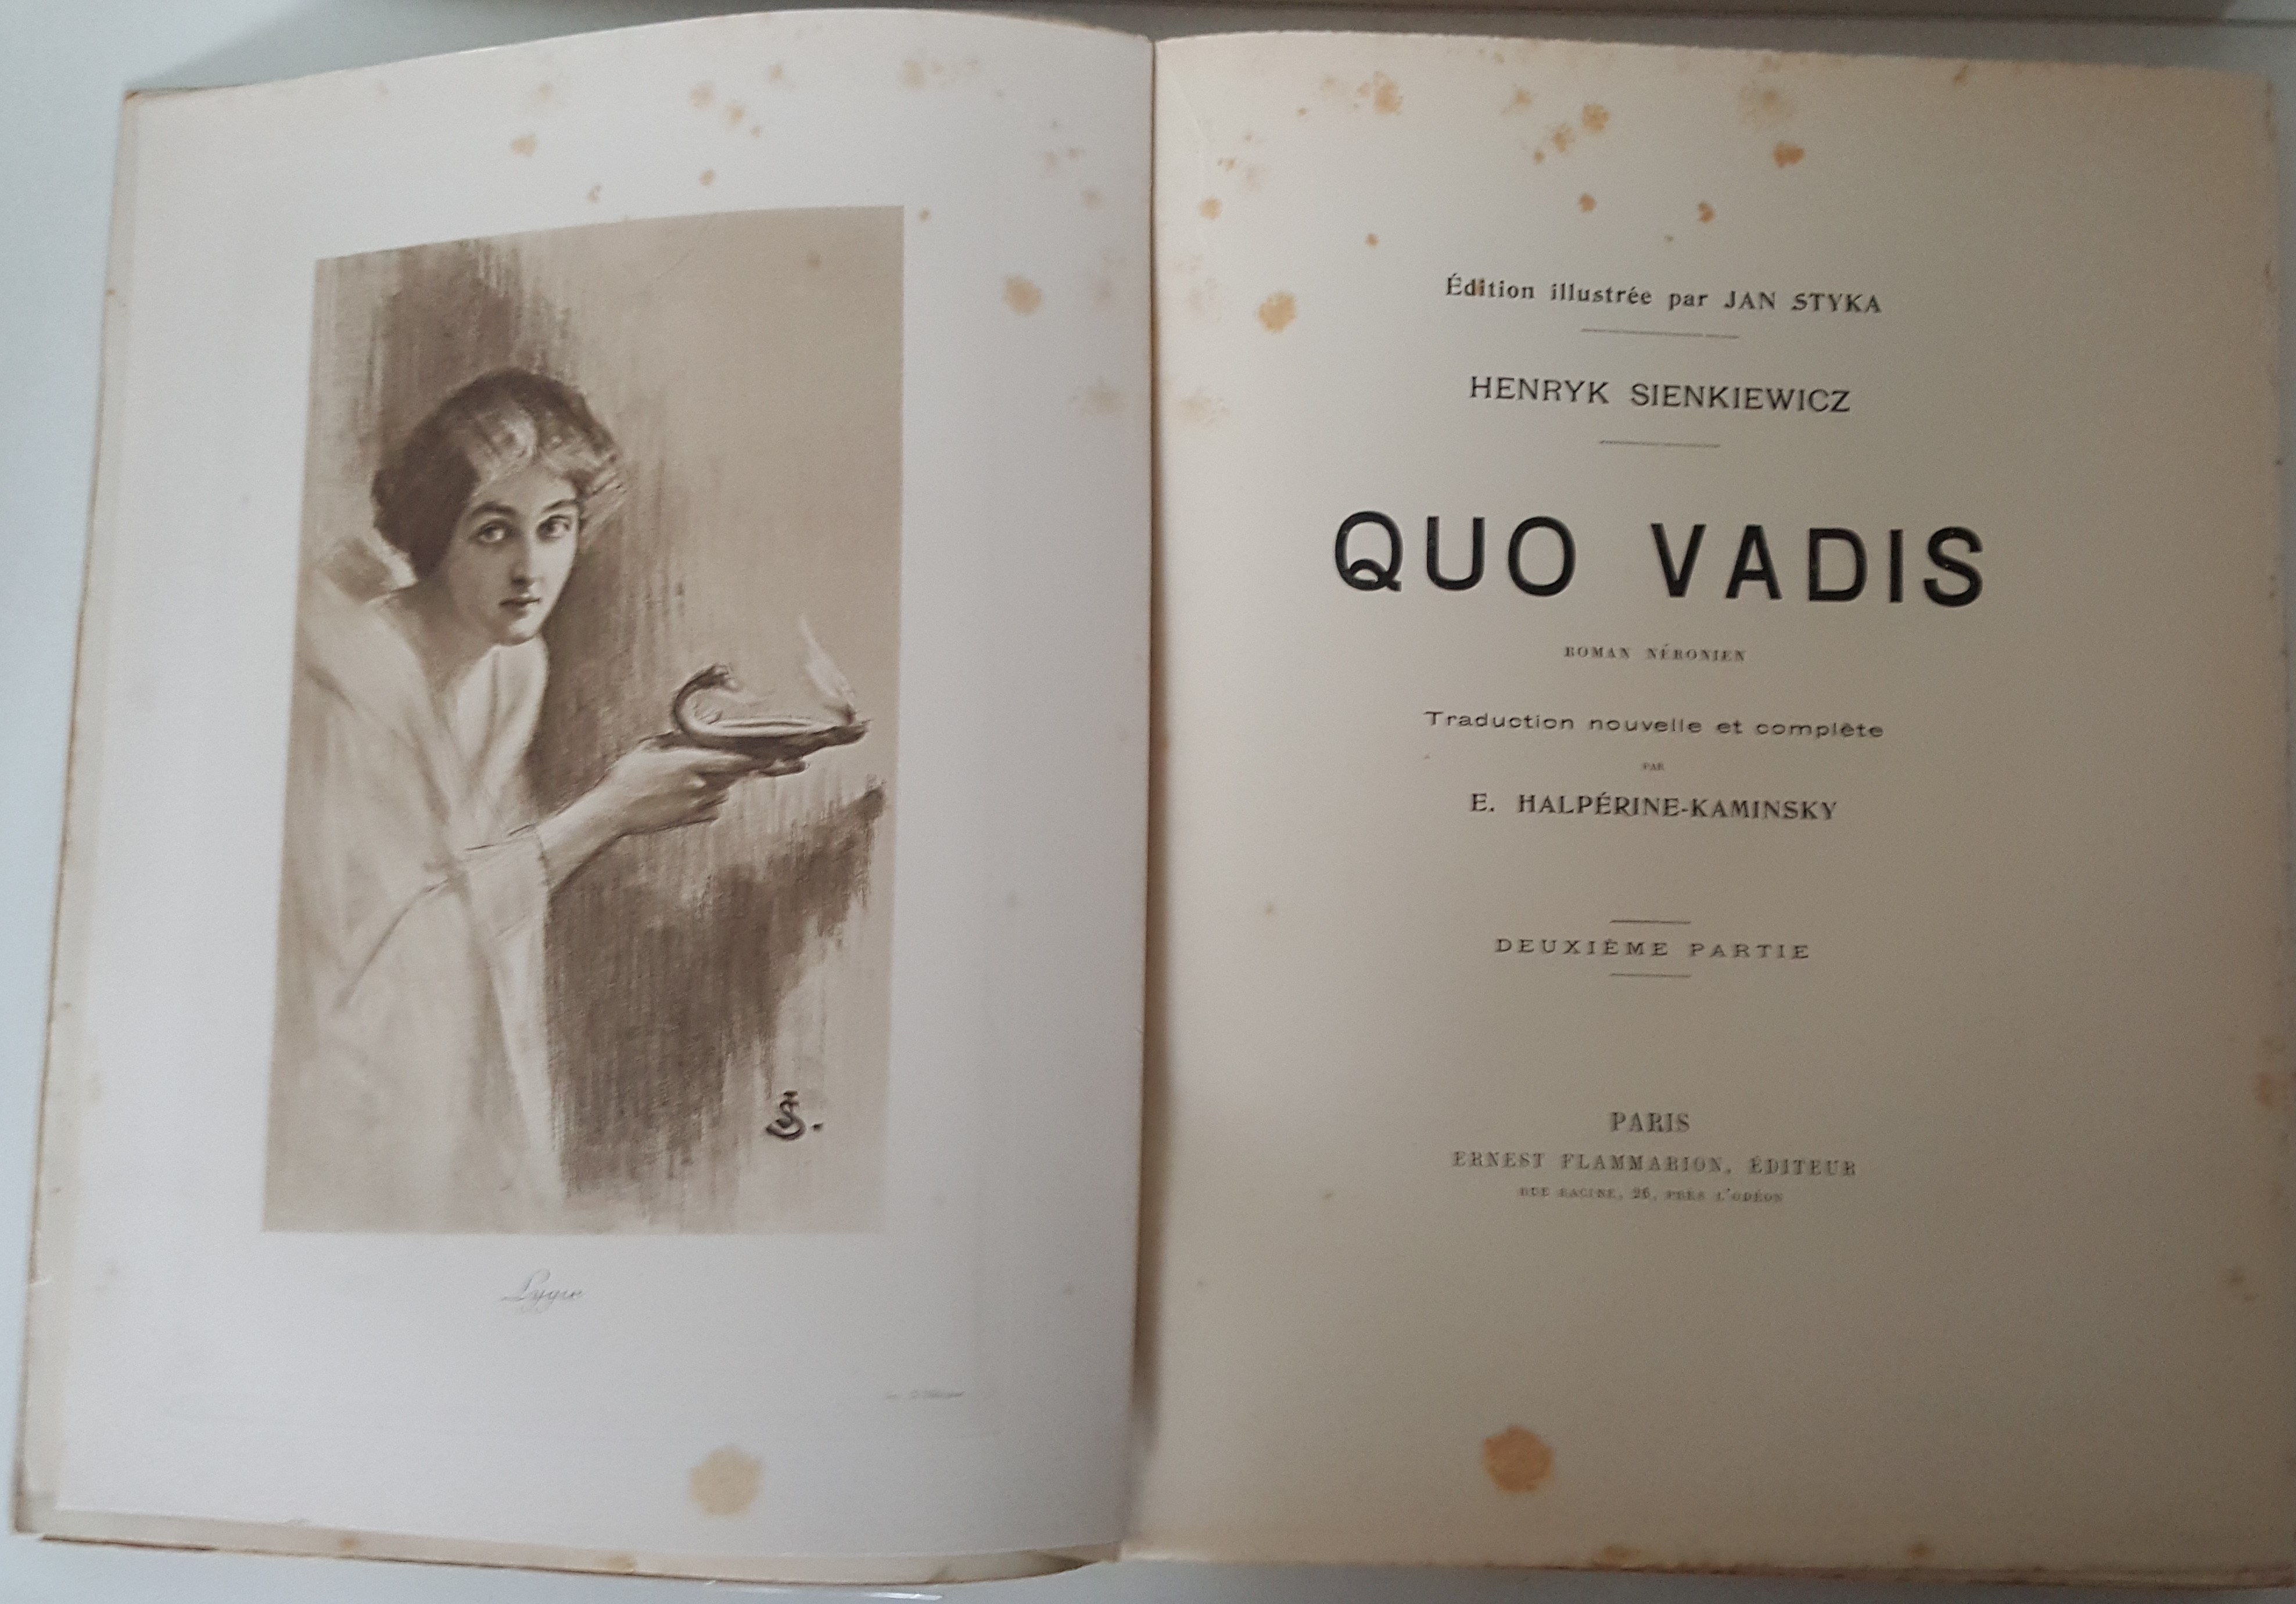 JS.
Lygie
Édition illustrée par JAN STYKA
HENRYK SIENKIEWICZ
QUO VADIS
ROMAN NÉRONIEN
Traduction nouvelle et complète
PAR
E. HALPÉRINE-KAMINSKY
DEUXIÈME PARTIE
PARIS
ERNEST FLAMMARION, ÉDITEUR
RUE RACINE, 26, PRÈS L'ODÉON